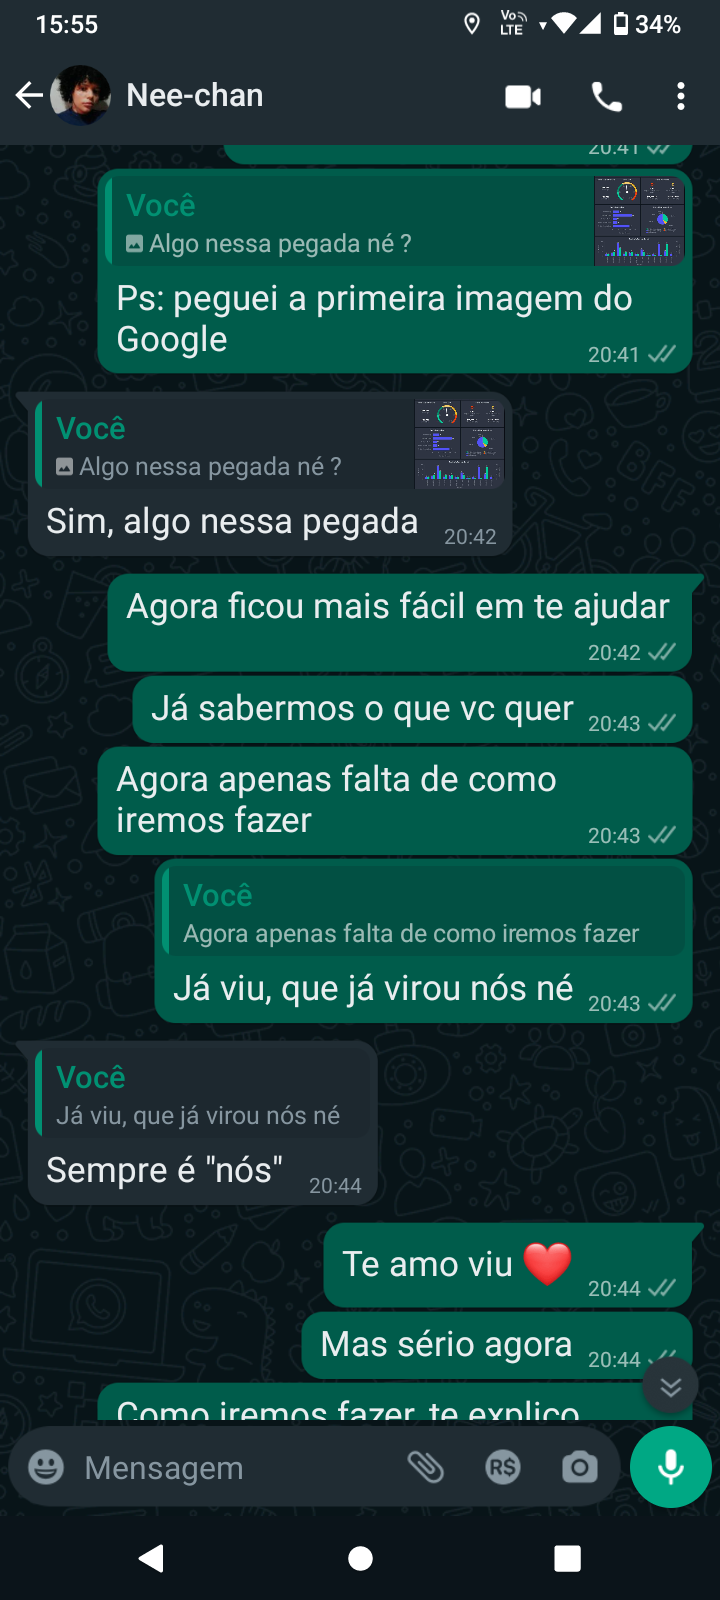 15:55
Vo LTE
34%
Nee-chan
20:41
Você
Algo nessa pegada né ?
Ps: peguei a primeira imagem do
Google
20:41
Você
Algo nessa pegada né ?
Sim, algo nessa pegada
20:42
Agora ficou mais fácil em te ajudar
20:42
Já sabermos o que vc quer
20:43
Agora apenas falta de como
iremos fazer
20:43
Você
Agora apenas falta de como iremos fazer
Já viu, que já virou nós né
20:43
Você
Já viu, que já virou nós né
Sempre é "nós"
20:44
Te amo viu ❤️
20:44
Mas sério agora
20:44
Como iremos fazer, te explico
Mensagem
R$